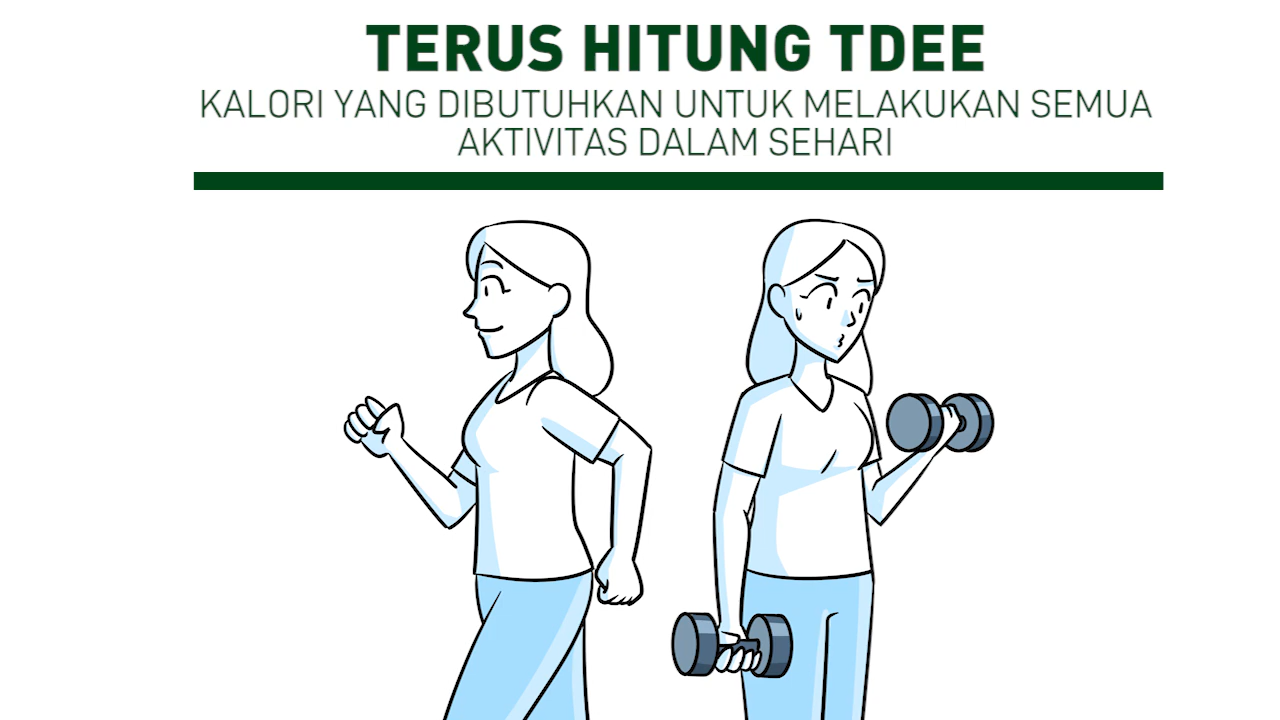 TERUS HITUNG TDEE
KALORI YANG DIBUTUHKAN UNTUK MELAKUKAN SEMUA
AKTIVITAS DALAM SEHARI